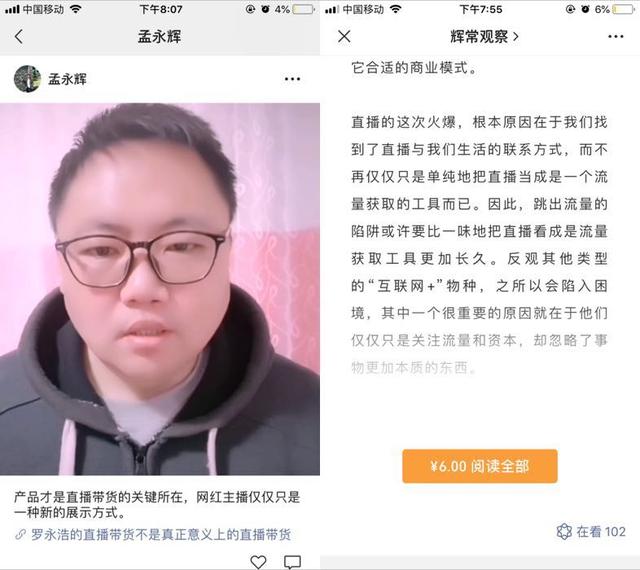 中国移动
下午8:07
4%
孟永辉
孟永辉
产品才是直播带货的关键所在，网红主播仅仅只是
一种新的展示方式。
罗永浩的直播带货不是真正意义上的直播带货
中国移动
下午7:55
6%
辉常观察
它合适的商业模式。
直播的这次火爆，根本原因在于我们找
到了直播与我们生活的联系方式，而不
再仅仅只是单纯地把直播当成是一个流
量获取的工具而已。因此，跳出流量的
陷阱或许要比一味地把直播看成是流量
获取工具更加长久。反观其他类型
的“互联网+”物种，之所以会陷入困
境，其中一个很重要的原因就在于他们
仅仅只是关注流量和资本，却忽略了事
物更加本质的东西。
¥6.00 阅读全部
在看 102